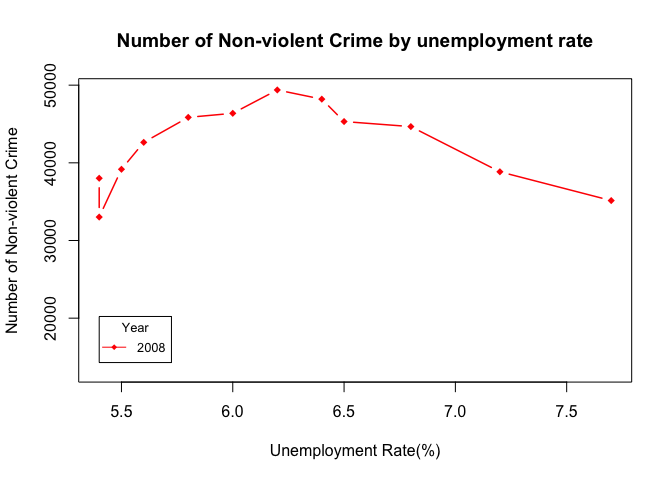 Number of Non-violent Crime by unemployment rate
Number of Non-violent Crime
50000
40000
30000
20000
Year
2008
5.5 6.0 6.5 7.0 7.5
Unemployment Rate(%)